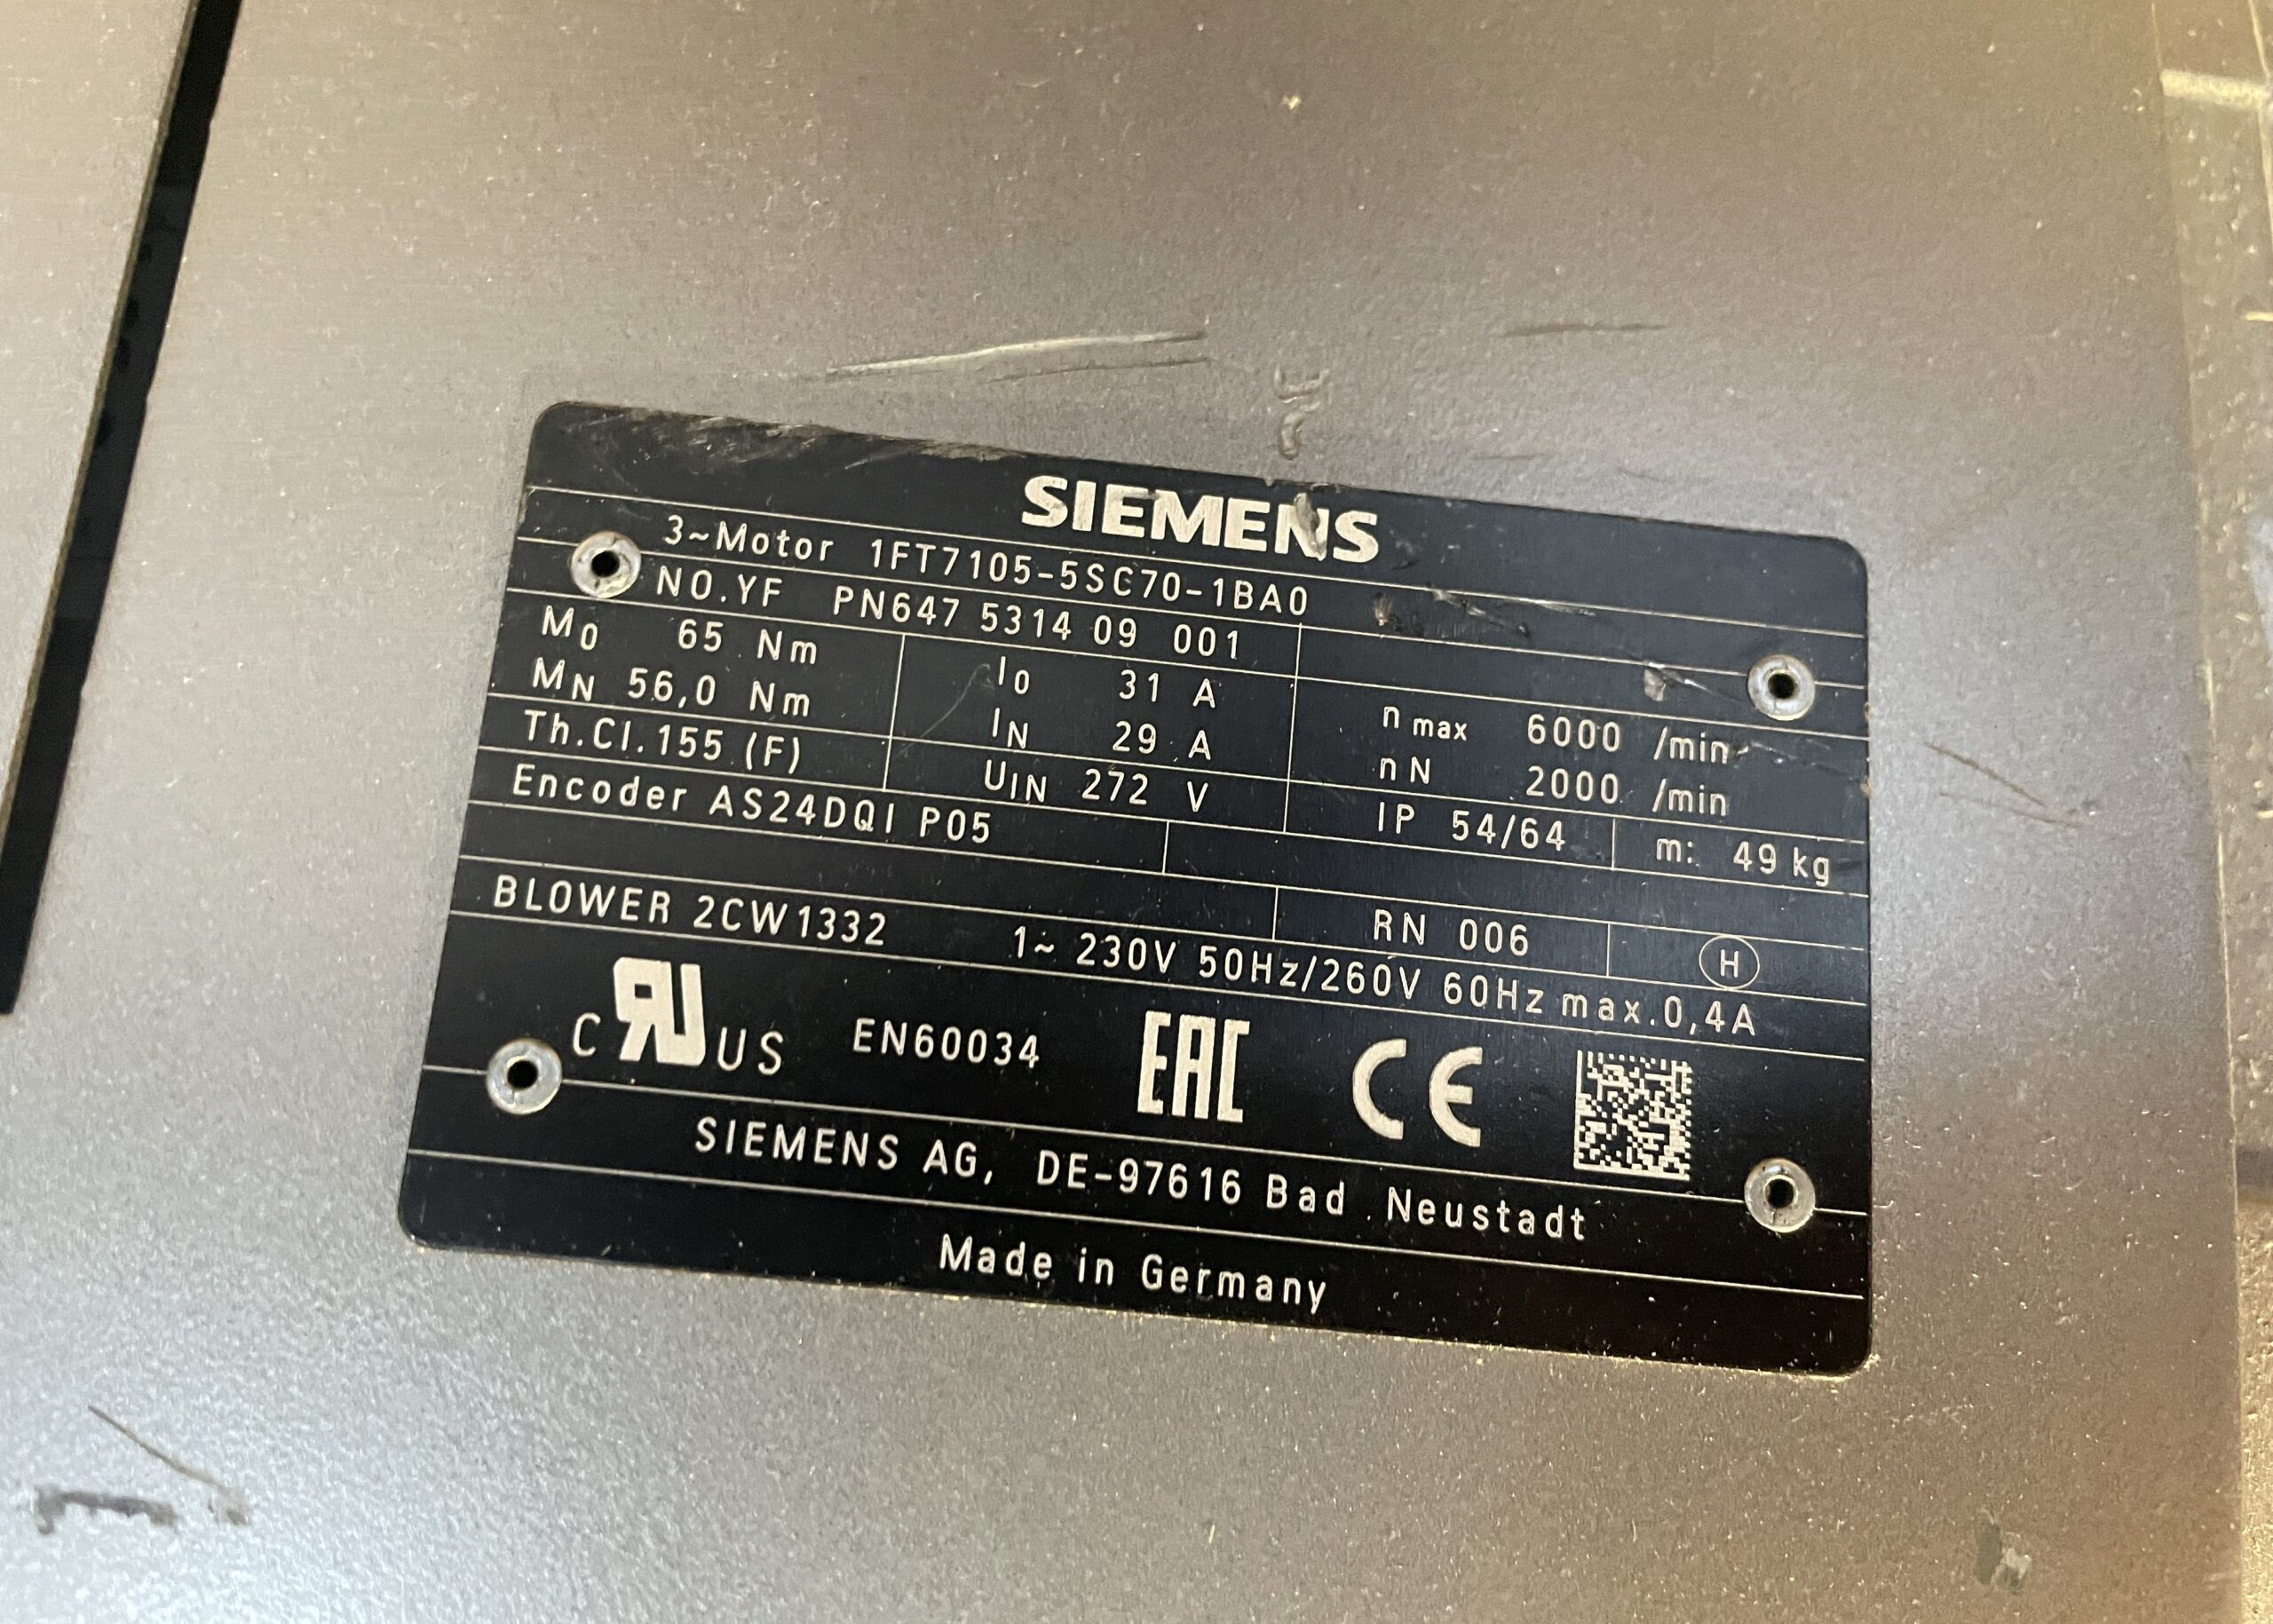 SIEMENS
3~Motor 1FT7105-5SC70-1BA0
NO.YF PN647 5314 09 001
M0 65 Nm I0 31 A nmax 6000 /min
MN 56,0 Nm IN 29 A nN 2000 /min
Th.Cl.155 (F) UIN 272 V IP 54/64 m: 49 kg
Encoder AS24DQI P05
RN 006 H
BLOWER 2CW1332 1~ 230V 50Hz/260V 60Hz max.0,4A
C RU US EN60034 EAC CE
SIEMENS AG, DE-97616 Bad Neustadt
Made in Germany